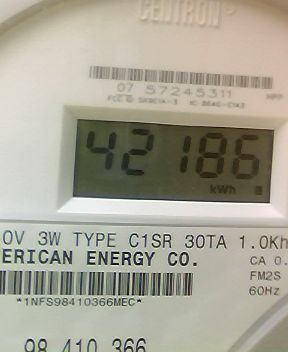 CENTRON®
07 57245311
42186
kWh
0V 3W TYPE C1SR 30TA 1.0Kh
ERICAN ENERGY CO.
CA 0.
FM2S
*1NFS98410366MEC*
60Hz
98 410 366